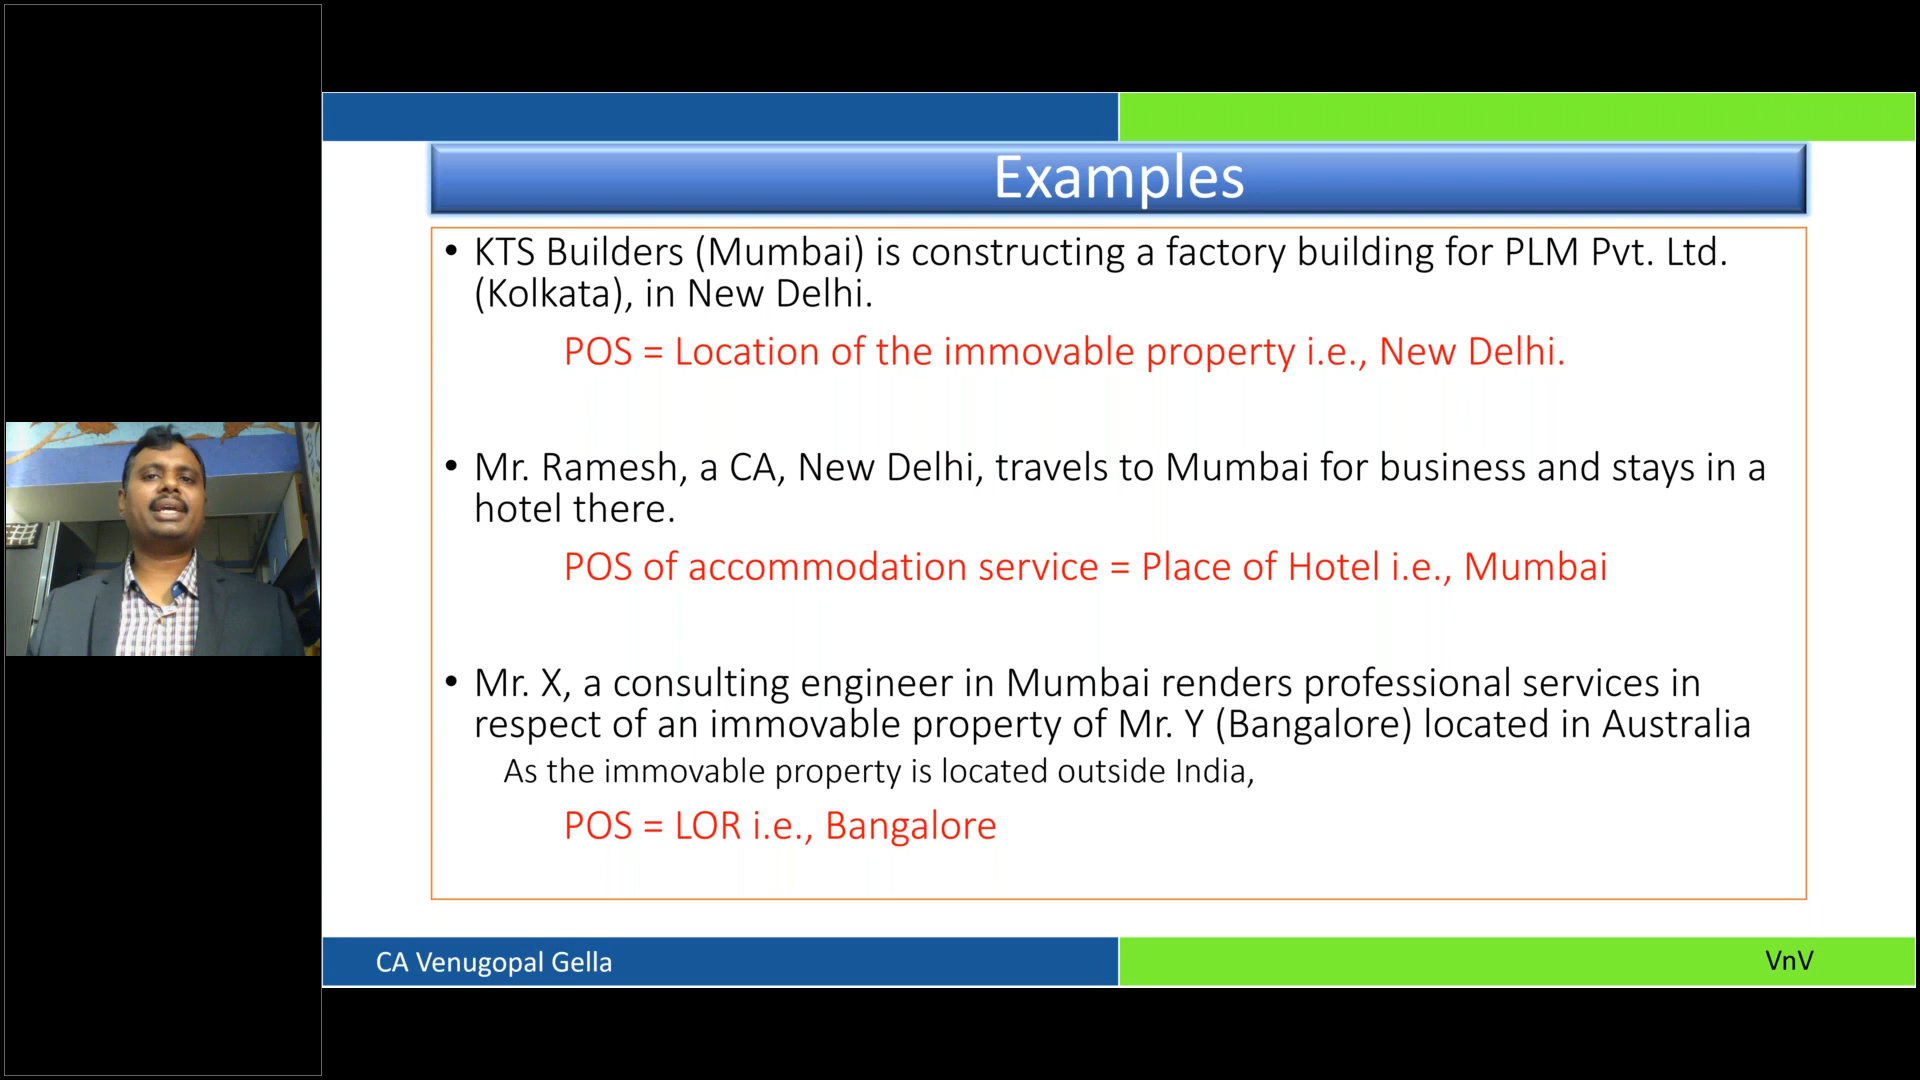 Examples
• KTS Builders (Mumbai) is constructing a factory building for PLM Pvt. Ltd.
(Kolkata), in New Delhi.
POS = Location of the immovable property i.e., New Delhi.
• Mr. Ramesh, a CA, New Delhi, travels to Mumbai for business and stays in a
hotel there.
POS of accommodation service = Place of Hotel i.e., Mumbai
• Mr. X, a consulting engineer in Mumbai renders professional services in
respect of an immovable property of Mr. Y (Bangalore) located in Australia
As the immovable property is located outside India,
POS = LOR i.e., Bangalore
CA Venugopal Gella
VnV